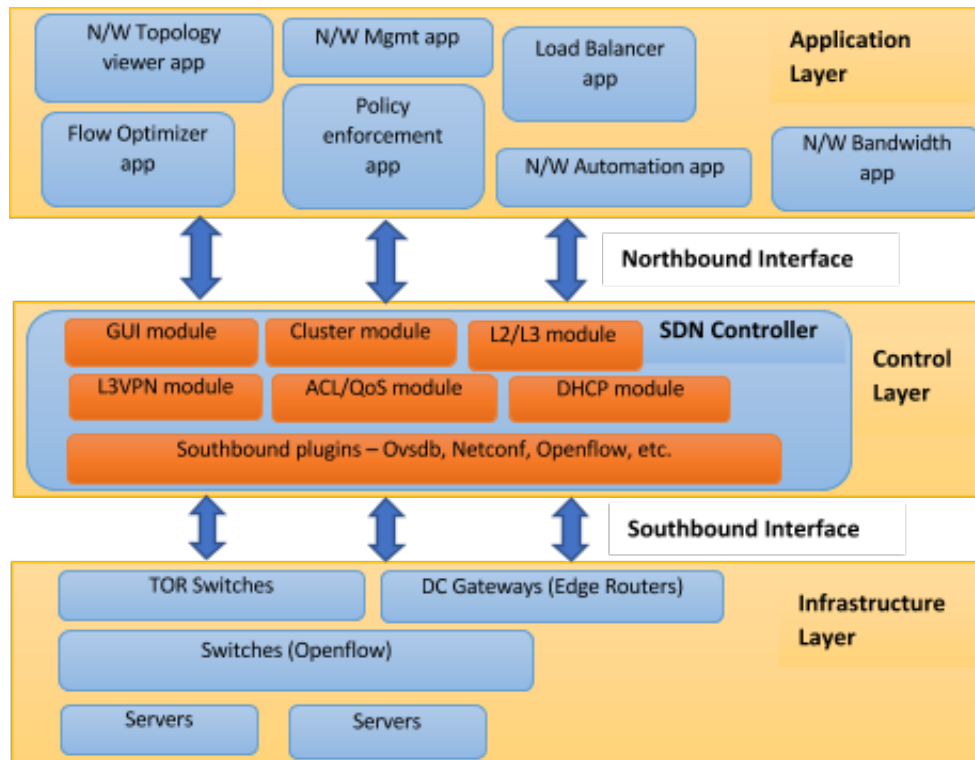 N/W Topology
viewer app
N/W Mgmt app
Load Balancer
app
Application
Layer
Flow Optimizer
app
Policy
enforcement
app
N/W Automation app
N/W Bandwidth
app
Northbound Interface
GUI module
Cluster module
L2/L3 module
SDN Controller
Control
Layer
L3VPN module
ACL/QoS module
DHCP module
Southbound plugins – Ovsdb, Netconf, Openflow, etc.
Southbound Interface
TOR Switches
DC Gateways (Edge Routers)
Infrastructure
Layer
Switches (Openflow)
Servers
Servers